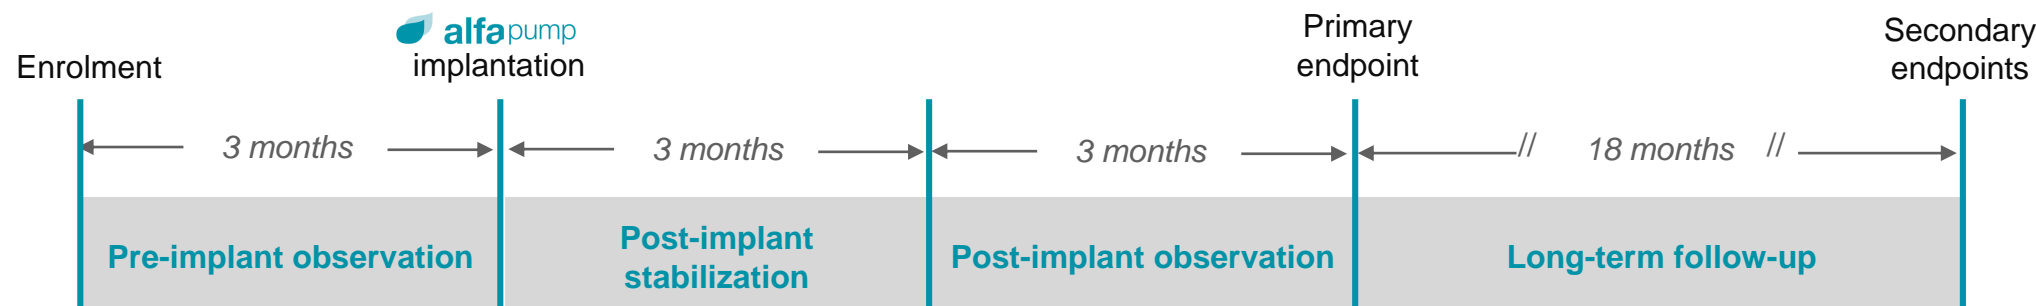 Enrolment
alfapump
implantation
Primary
endpoint
Secondary
endpoints
3 months
3 months
3 months
// 18 months //
Pre-implant observation
Post-implant
stabilization
Post-implant observation
Long-term follow-up